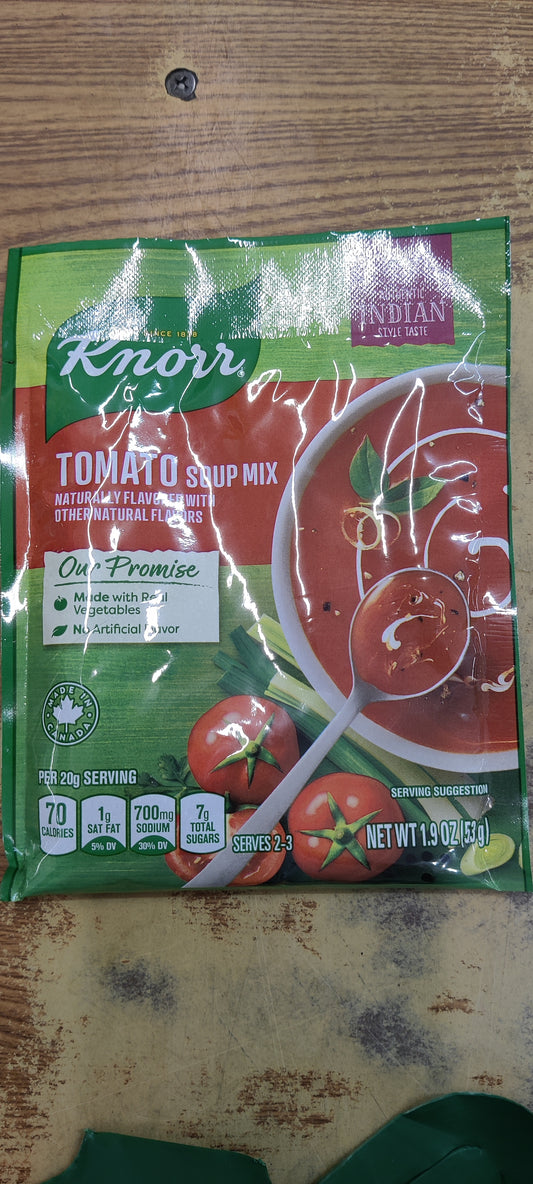 SINCE 1838
Knorr®
INDIAN
STYLE TASTE
TOMATO SOUP MIX
NATURALLY FLAVORED WITH
OTHER NATURAL FLAVORS
Our Promise
Made with Real
Vegetables
No Artificial Flavor
MADE IN
CANADA
PER 20g SERVING
70
CALORIES
1g
SAT FAT
5% DV
700mg
SODIUM
30% DV
7g
TOTAL
SUGARS
SERVES 2-3
SERVING SUGGESTION
NET WT 1.9 OZ (53g)